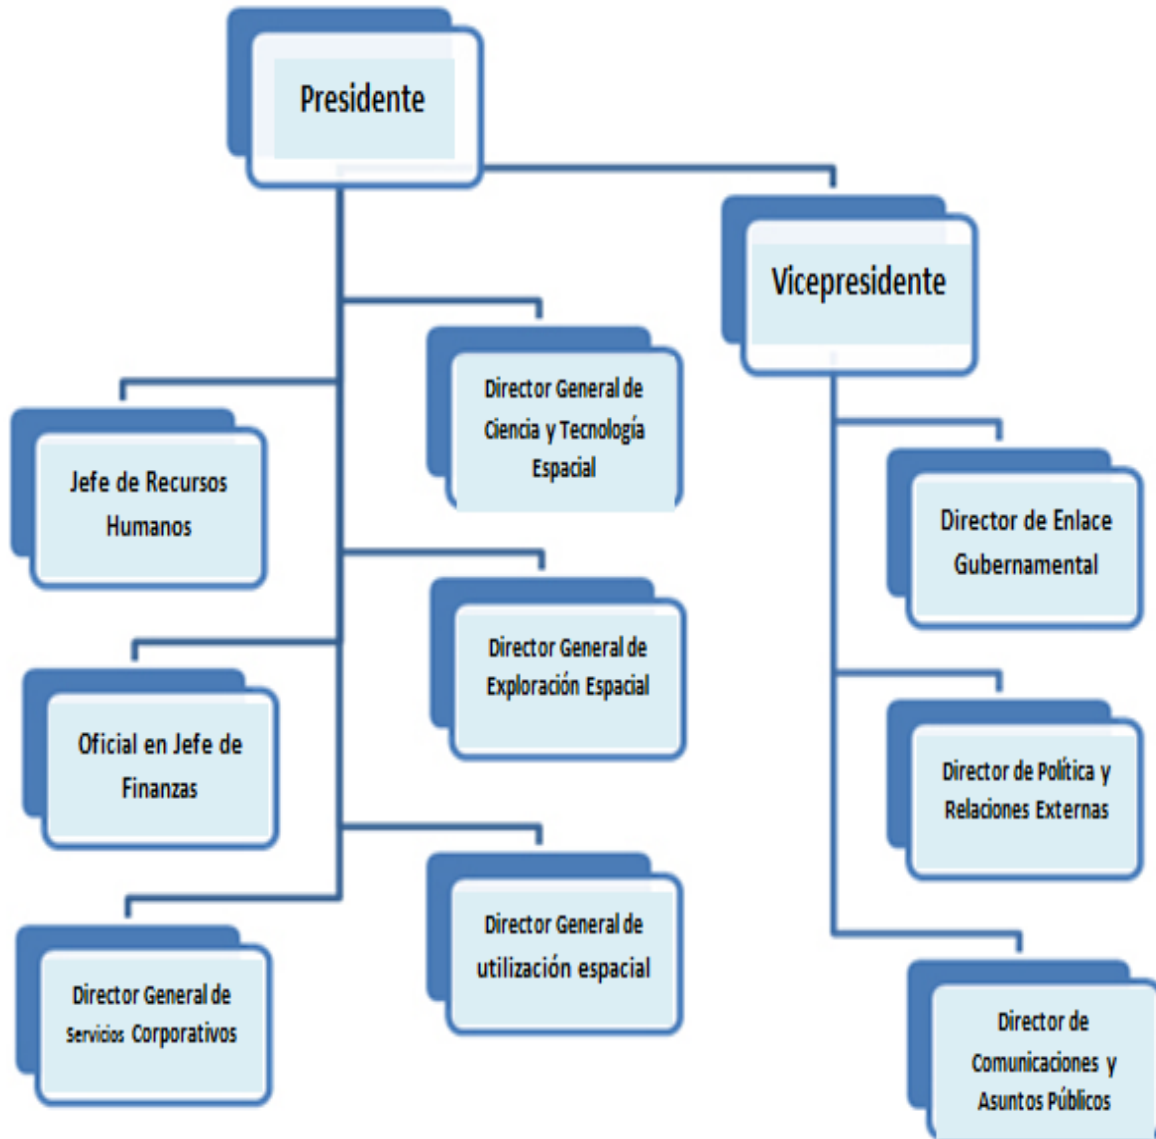 Presidente
Vicepresidente
Director General de
Ciencia y Tecnología
Espacial
Jefe de Recursos
Humanos
Director de Enlace
Gubernamental
Director General de
Exploración Espacial
Oficial en Jefe de
Finanzas
Director de Política y
Relaciones Externas
Director General de
utilización espacial
Director General de
Servicios Corporativos
Director de
Comunicaciones y
Asuntos Públicos